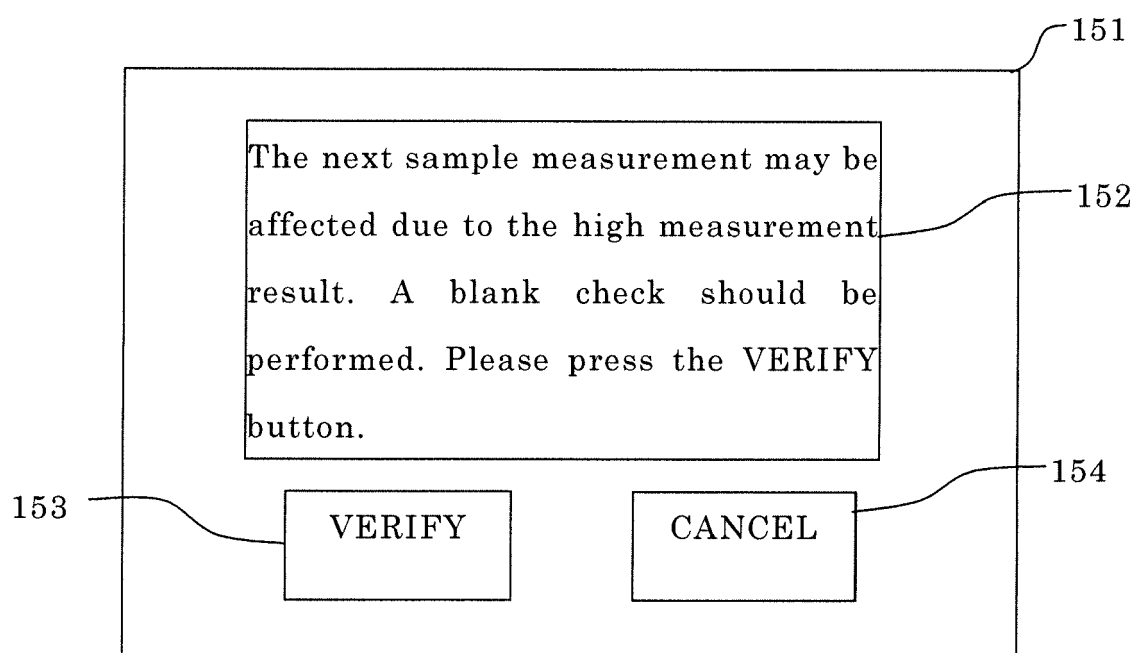 151
The next sample measurement may be
affected due to the high measurement
152
result. A blank check should be
performed. Please press the VERIFY
button.
154
153
VERIFY
CANCEL